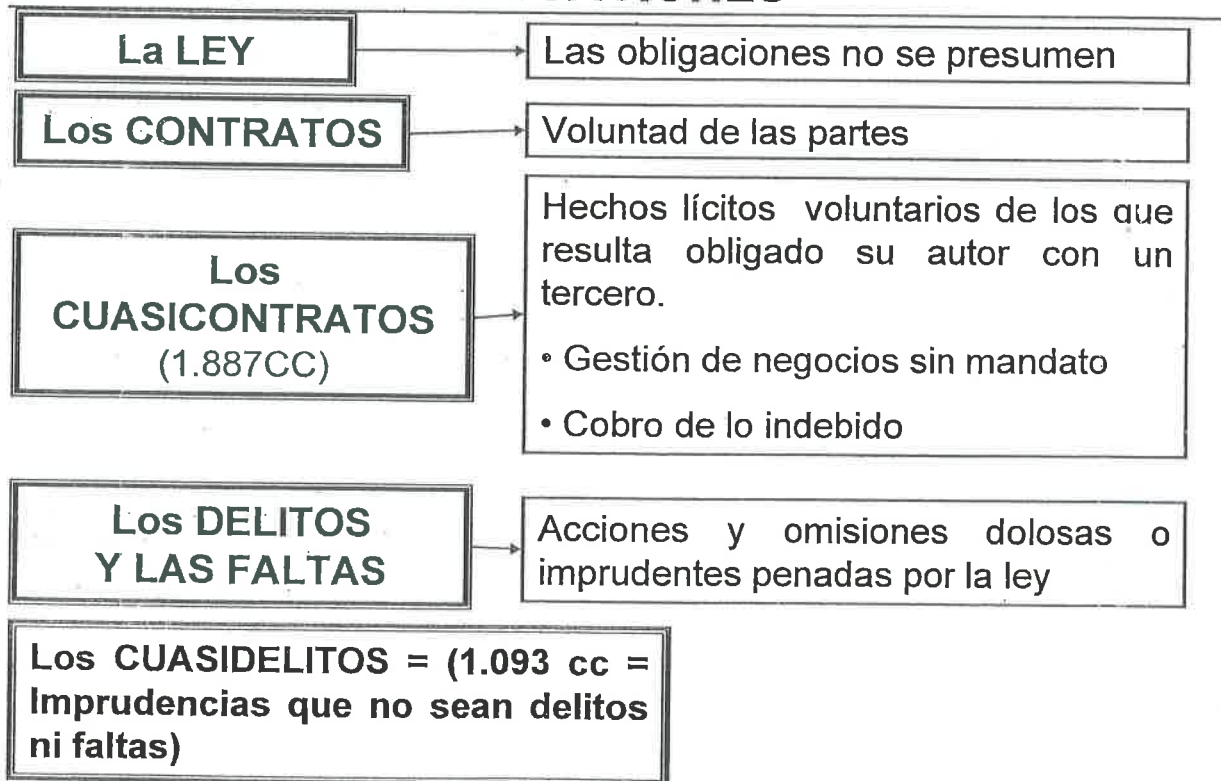 La LEY
Las obligaciones no se presumen
Los CONTRATOS
Voluntad de las partes
Los
CUASICONTRATOS
(1.887CC)
Hechos lícitos voluntarios de los que
resulta obligado su autor con un
tercero.
• Gestión de negocios sin mandato
• Cobro de lo indebido
Los DELITOS
Y LAS FALTAS
Acciones y omisiones dolosas o
imprudentes penadas por la ley
Los CUASIDELITOS = (1.093 cc =
Imprudencias que no sean delitos
ni faltas)